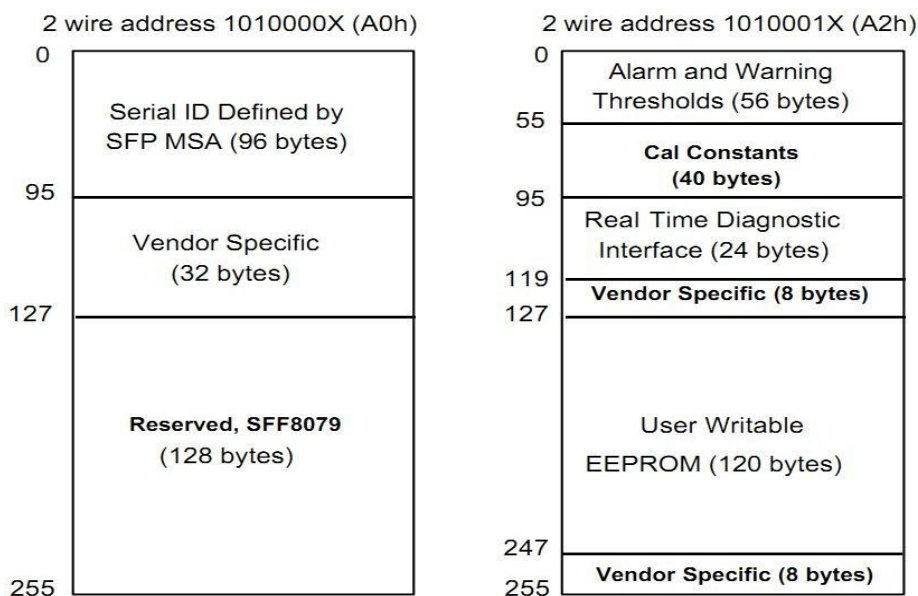 2 wire address 1010000X (A0h)
0
Serial ID Defined by
SFP MSA (96 bytes)
95
Vendor Specific
(32 bytes)
127
Reserved, SFF8079
(128 bytes)
255
2 wire address 1010001X (A2h)
0
Alarm and Warning
Thresholds (56 bytes)
55
Cal Constants
(40 bytes)
95
Real Time Diagnostic
Interface (24 bytes)
119
Vendor Specific (8 bytes)
127
User Writable
EEPROM (120 bytes)
247
Vendor Specific (8 bytes)
255